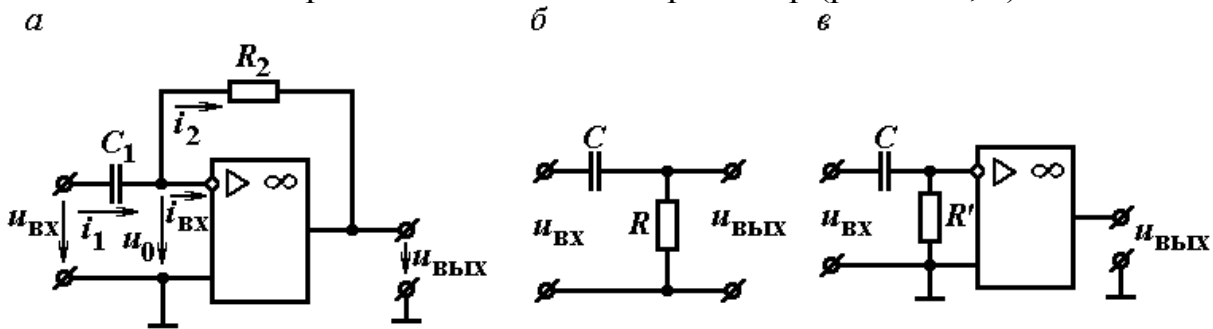 а
б
в
R₂
i₂
C₁
C
C
▷ ∞
▷ ∞
uвх
i₁
u₀
iвх
uвых
uвх
R
uвых
uвх
R'
uвых